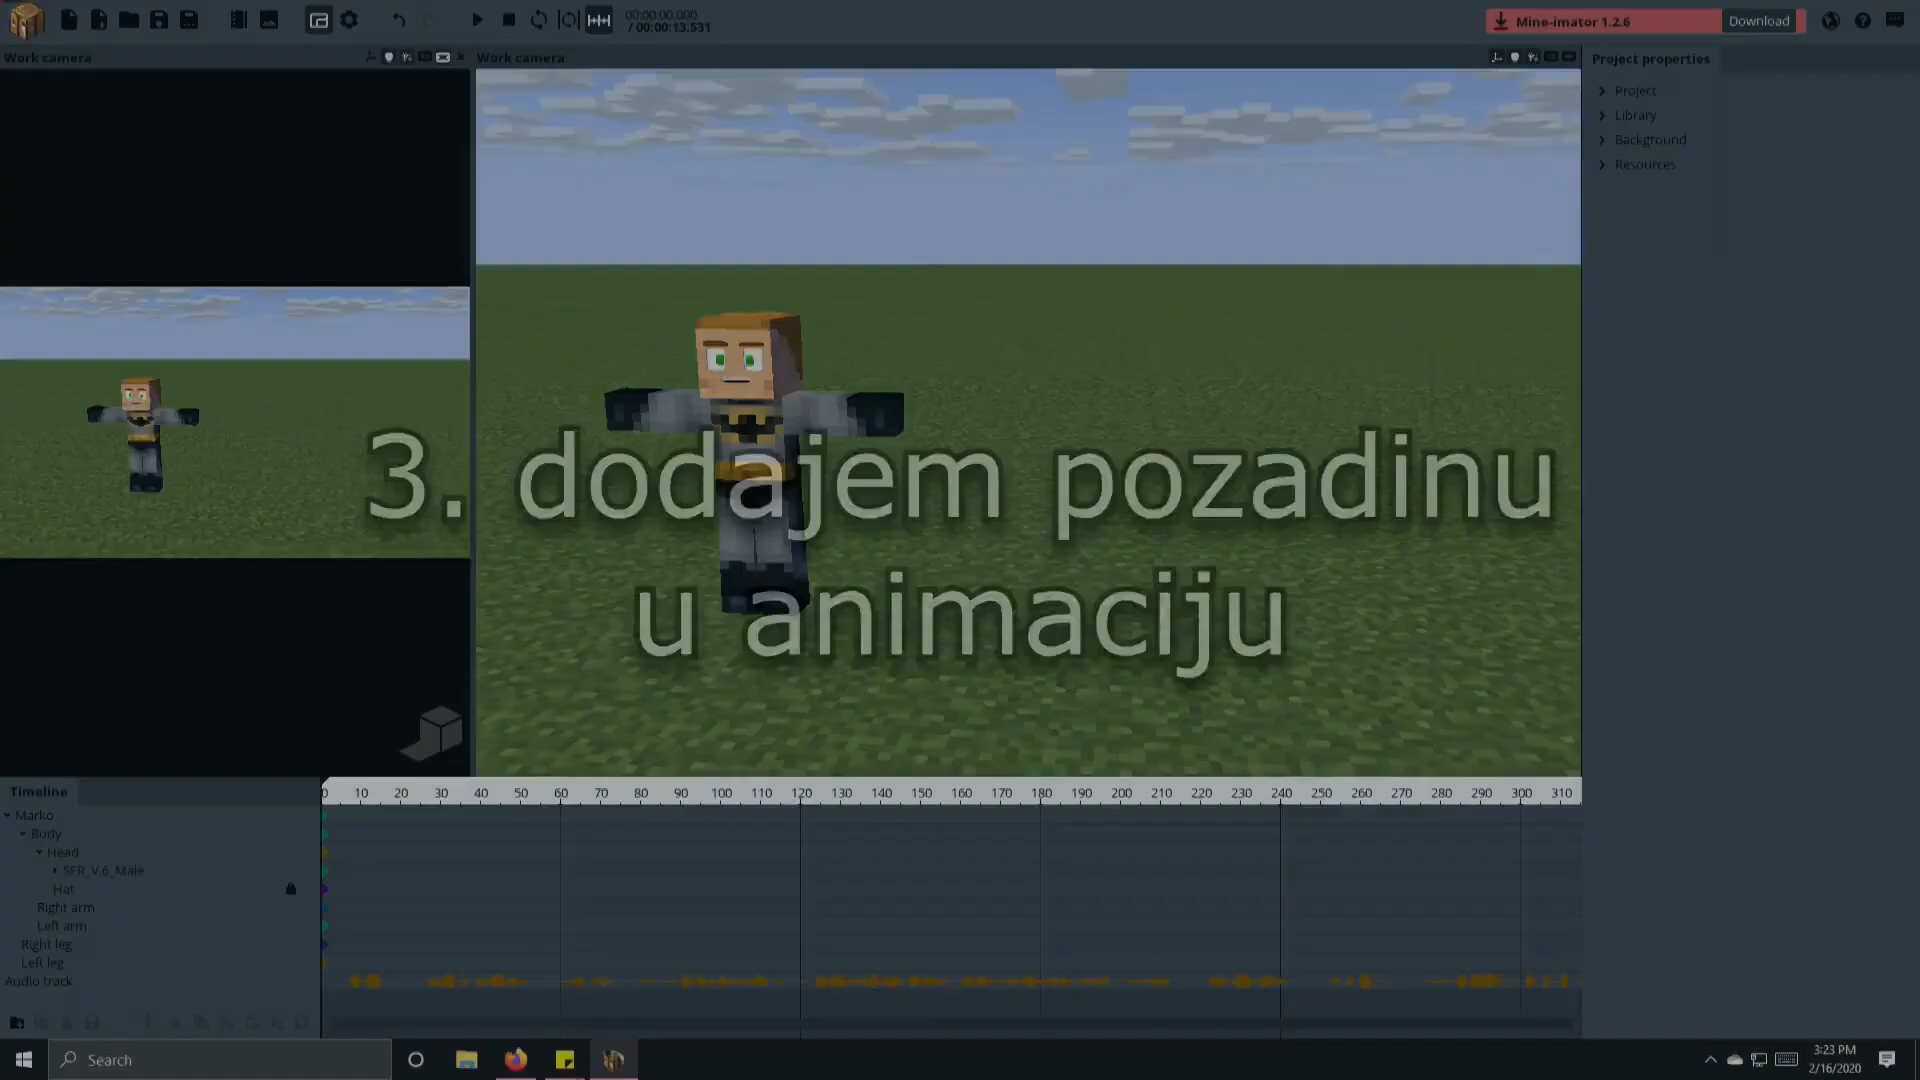 00:00:00.000
/ 00:00:13.531
Mine-imator 1.2.6
Download
Work camera
Work camera
Project properties
Project
Library
Background
Resources
3. dodajem pozadinu
u animaciju
Timeline
0 10 20 30 40 50 60 70 80 90 100 110 120 130 140 150 160 170 180 190 200 210 220 230 240 250 260 270 280 290 300 310
Marko
Body
Head
SFR_V.6_Male
Hat
Right arm
Left arm
Right leg
Left leg
Audio track
Search
3:23 PM
2/16/2020